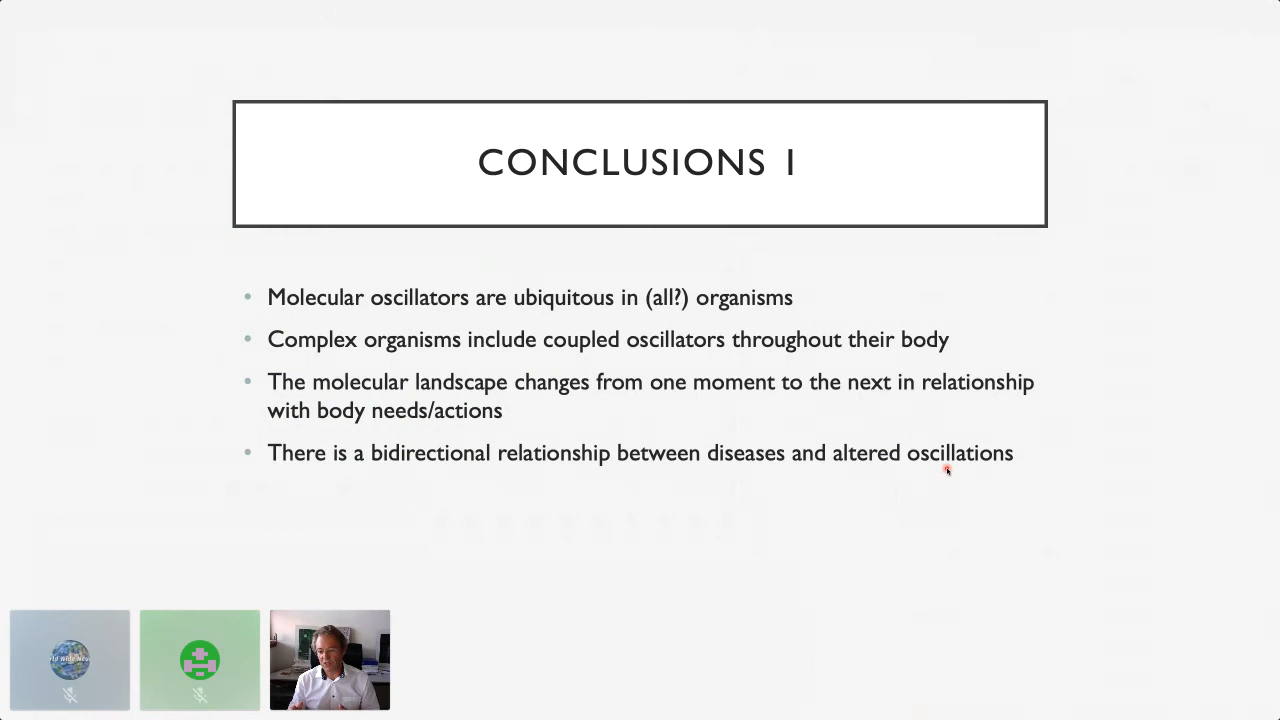 CONCLUSIONS 1
• Molecular oscillators are ubiquitous in (all?) organisms
• Complex organisms include coupled oscillators throughout their body
• The molecular landscape changes from one moment to the next in relationship
with body needs/actions
• There is a bidirectional relationship between diseases and altered oscillations